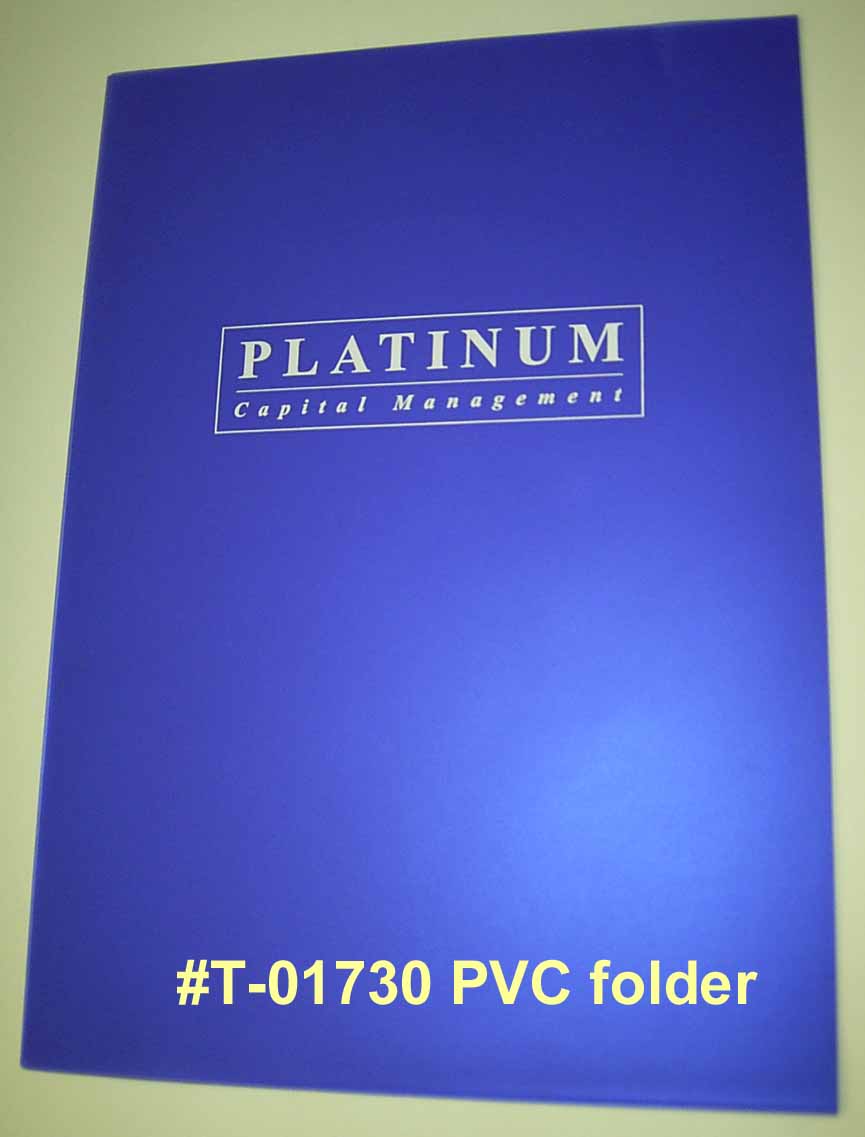 PLATINUM
Capital Management
#T-01730 PVC folder